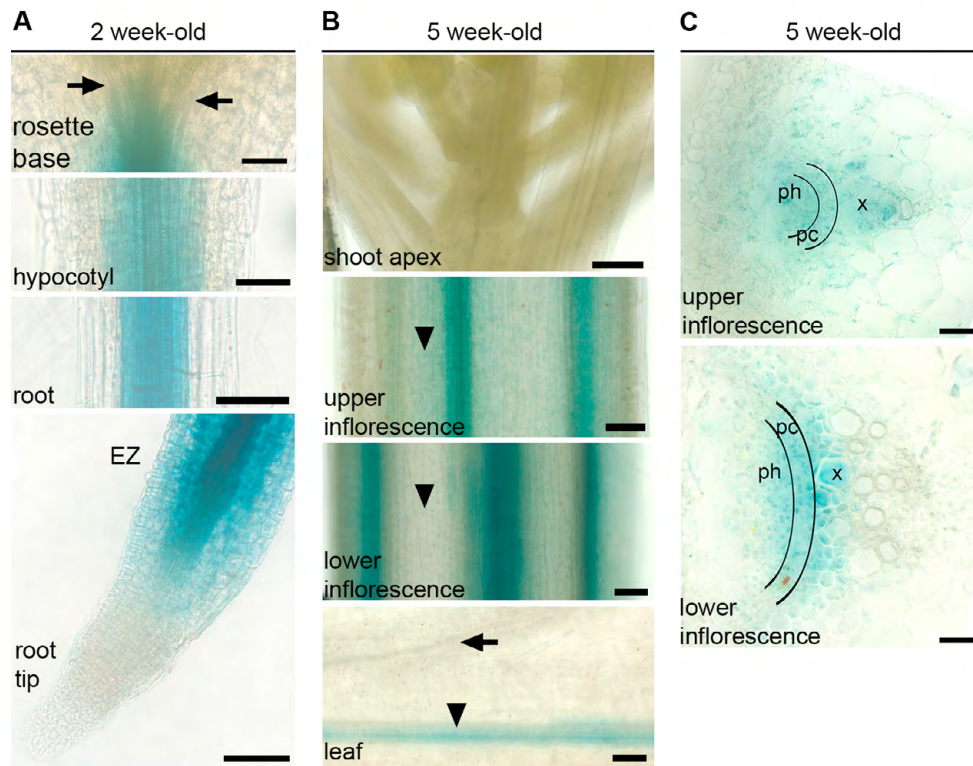 A
2 week-old
rosette
base
hypocotyl
root
EZ
root
tip
B
5 week-old
shoot apex
upper
inflorescence
lower
inflorescence
leaf
C
5 week-old
ph
pc
x
upper
inflorescence
pc
ph
x
lower
inflorescence